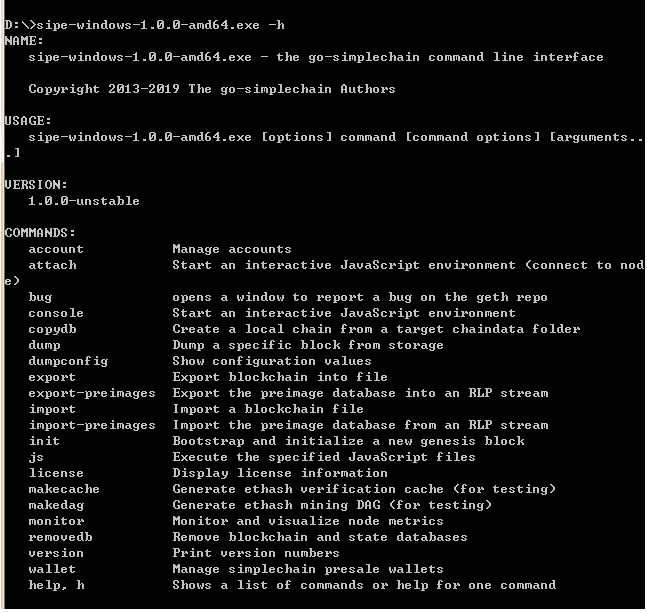 D:\>sipe-windows-1.0.0-amd64.exe -h
NAME:
   sipe-windows-1.0.0-amd64.exe - the go-simplechain command line interface

   Copyright 2013-2019 The go-simplechain Authors

USAGE:
   sipe-windows-1.0.0-amd64.exe [options] command [command options] [arguments..
.]

VERSION:
   1.0.0-unstable

COMMANDS:
   account           Manage accounts
   attach            Start an interactive JavaScript environment (connect to nod
e)
   bug               opens a window to report a bug on the geth repo
   console           Start an interactive JavaScript environment
   copydb            Create a local chain from a target chaindata folder
   dump              Dump a specific block from storage
   dumpconfig        Show configuration values
   export            Export blockchain into file
   export-preimages  Export the preimage database into an RLP stream
   import            Import a blockchain file
   import-preimages  Import the preimage database from an RLP stream
   init              Bootstrap and initialize a new genesis block
   js                Execute the specified JavaScript files
   license           Display license information
   makecache         Generate ethash verification cache (for testing)
   makedag           Generate ethash mining DAG (for testing)
   monitor           Monitor and visualize node metrics
   removedb          Remove blockchain and state databases
   version           Print version numbers
   wallet            Manage simplechain presale wallets
   help, h           Shows a list of commands or help for one command